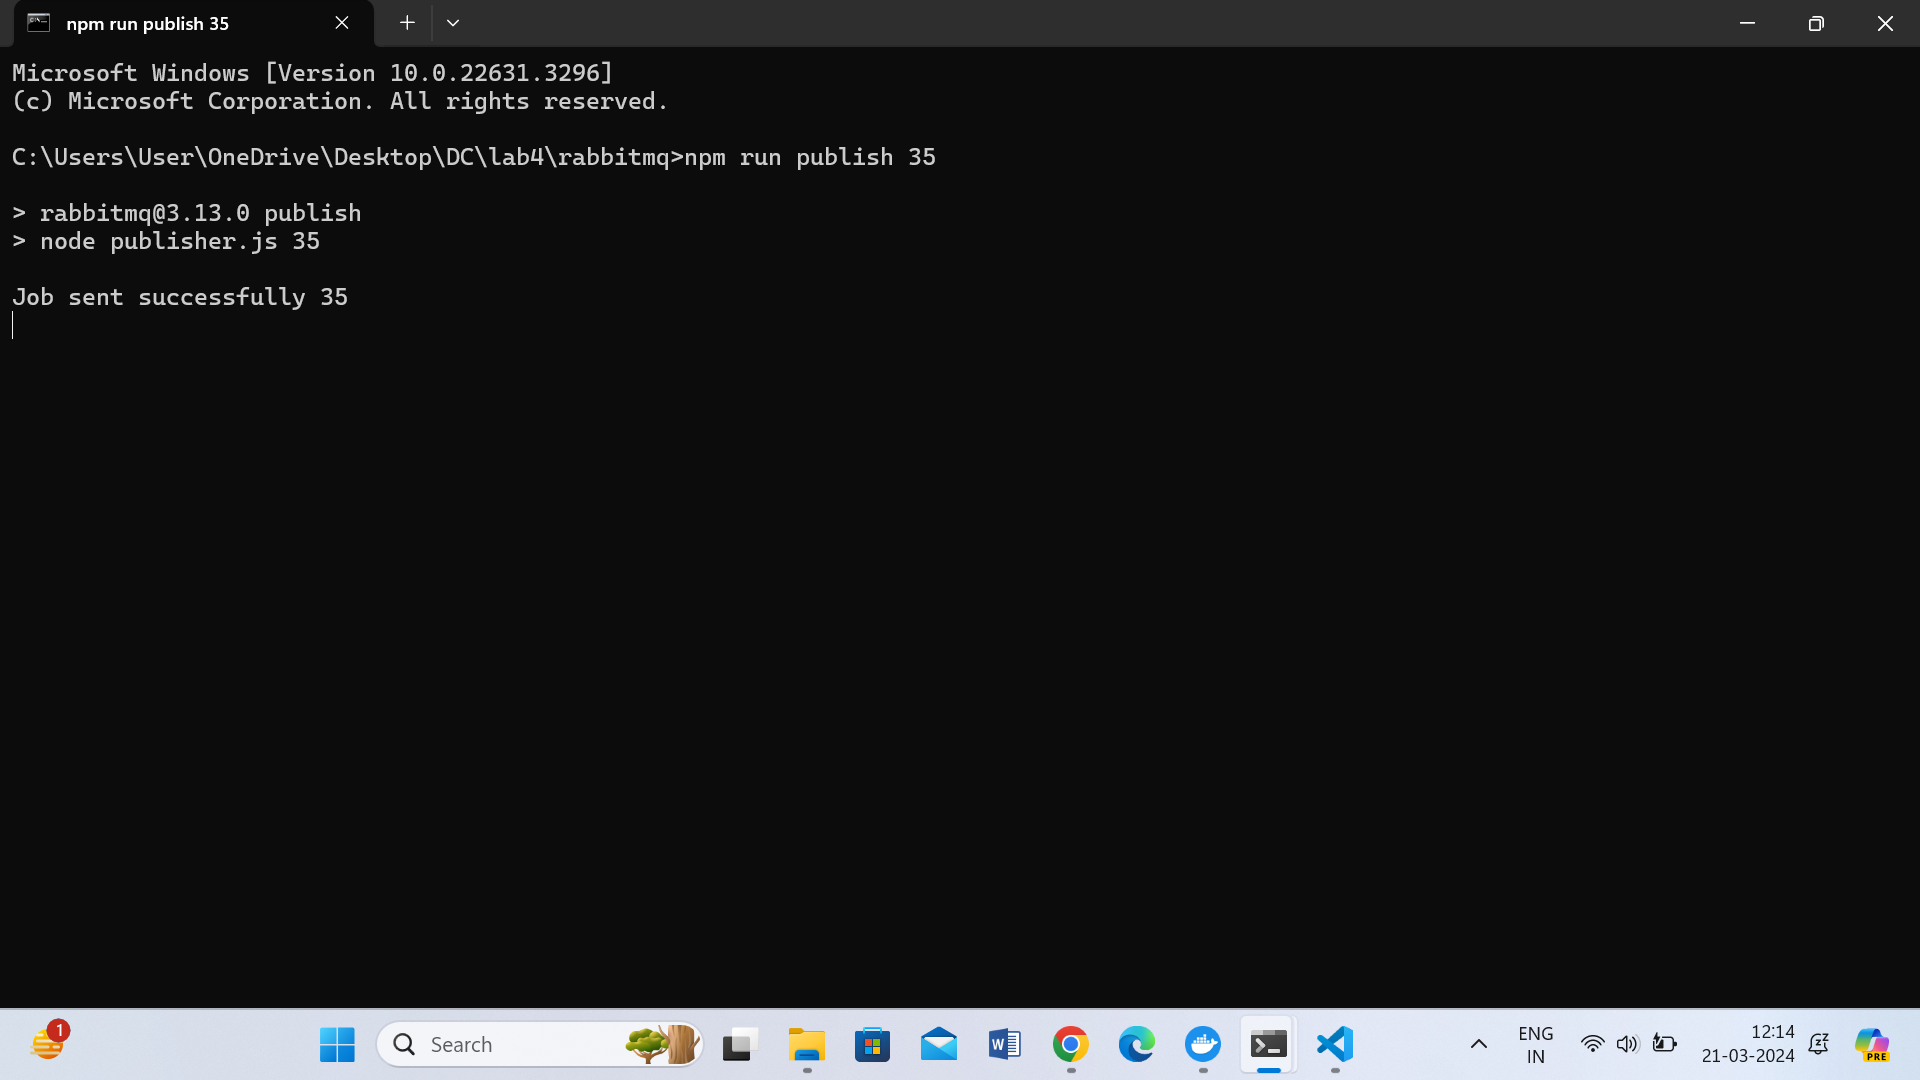 npm run publish 35
Microsoft Windows [Version 10.0.22631.3296]
(c) Microsoft Corporation. All rights reserved.
C:\Users\User\OneDrive\Desktop\DC\lab4\rabbitmq>npm run publish 35
> rabbitmq@3.13.0 publish
> node publisher.js 35
Job sent successfully 35
1
Search
W
ENG
IN
12:14
21-03-2024
PRE